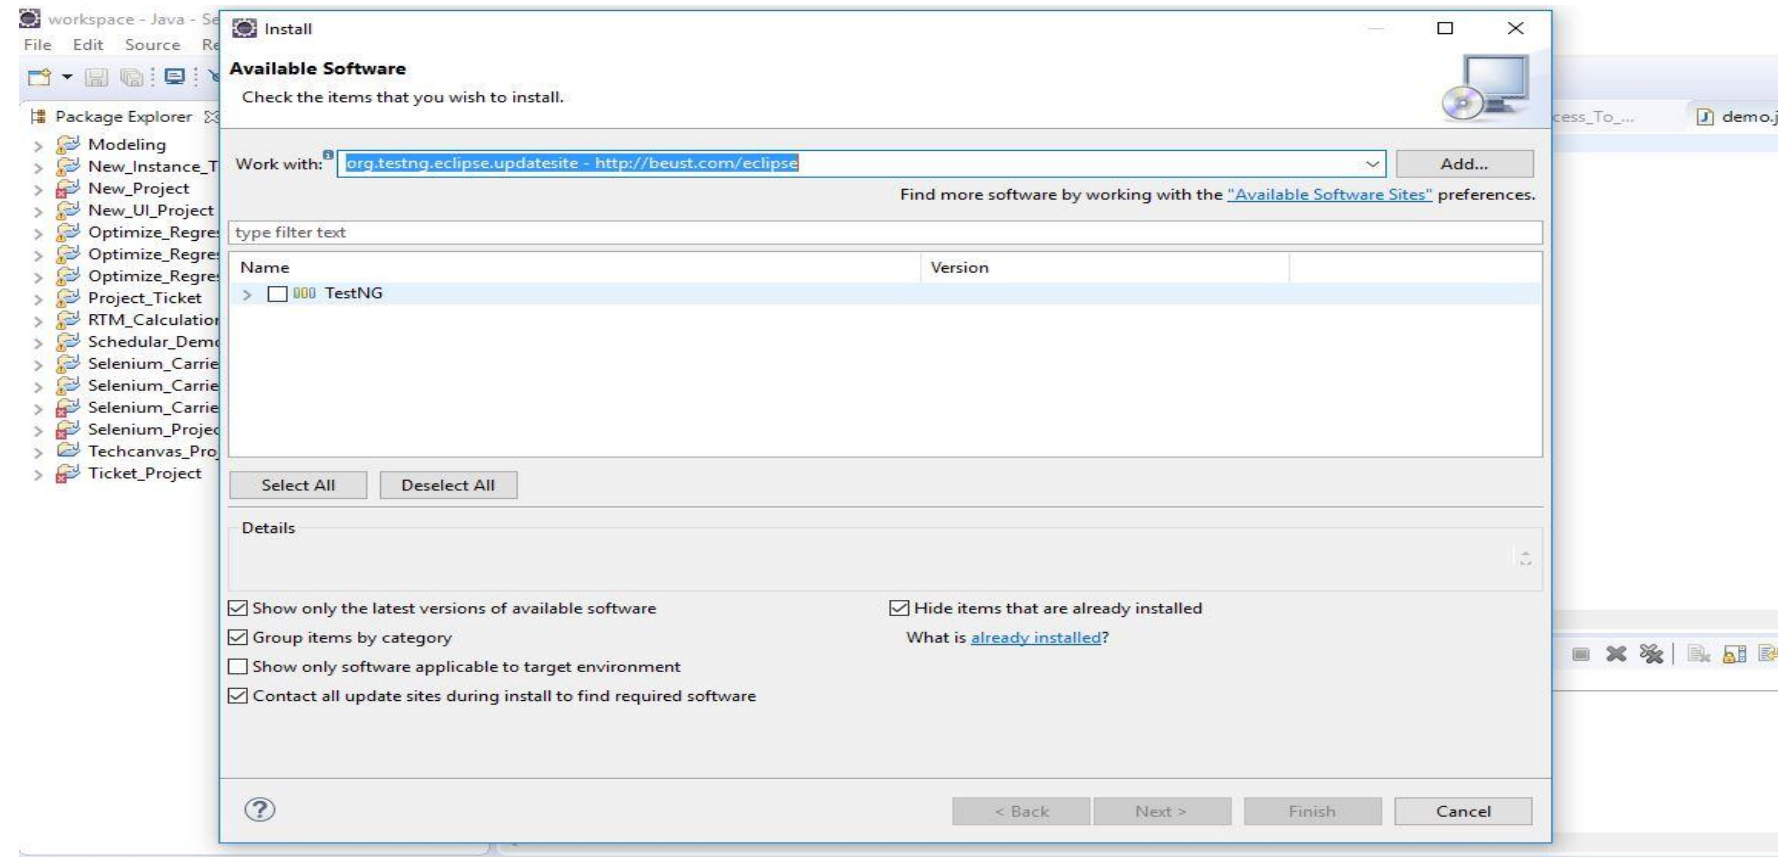 workspace - Java - Se
File Edit Source Re
Package Explorer
Modeling
New_Instance_T
New_Project
New_UI_Project
Optimize_Regres
Optimize_Regres
Optimize_Regres
Project_Ticket
RTM_Calculation
Schedular_Demo
Selenium_Carrie
Selenium_Carrie
Selenium_Carrie
Selenium_Projec
Techcanvas_Pro
Ticket_Project
Install
Available Software
Check the items that you wish to install.
Work with: org.testng.eclipse.updatesite - http://beust.com/eclipse Add...
Find more software by working with the "Available Software Sites" preferences.
type filter text
Name Version
TestNG
Select All Deselect All
Details
Show only the latest versions of available software Hide items that are already installed
Group items by category What is already installed?
Show only software applicable to target environment
Contact all update sites during install to find required software
? < Back Next > Finish Cancel
cess_To_... demo.j